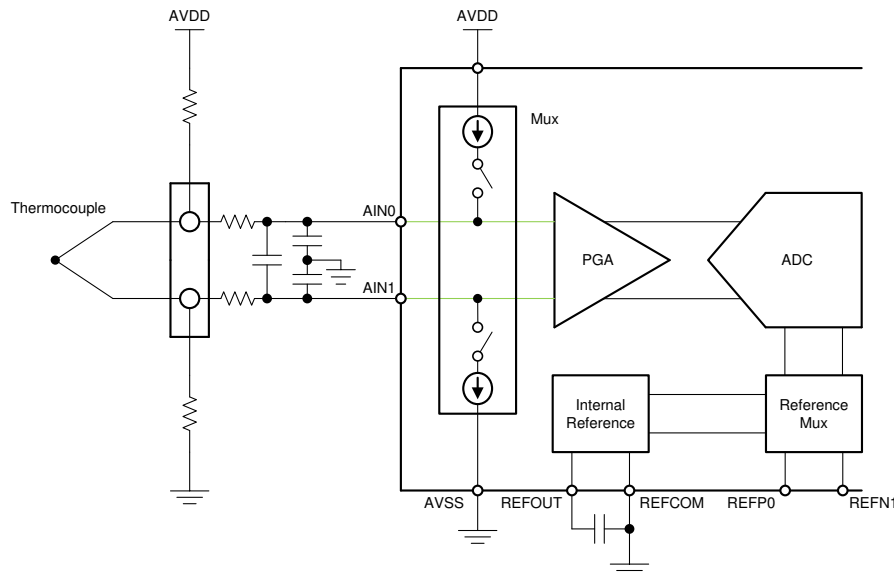 AVDD
AVDD
Mux
Thermocouple
AIN0
PGA
ADC
AIN1
Internal
Reference
Reference
Mux
AVSS
REFOUT
REFCOM
REFP0
REFN1